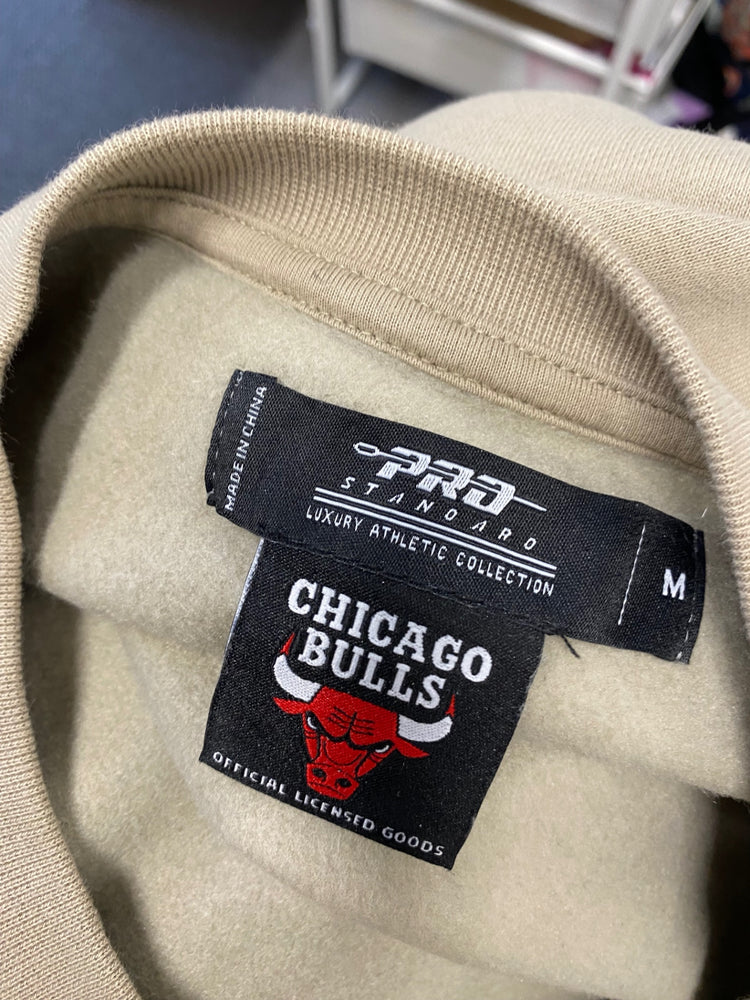 MADE IN CHINA
PRO
STANDARD
LUXURY ATHLETIC COLLECTION
M
CHICAGO
BULLS
OFFICIAL LICENSED GOODS